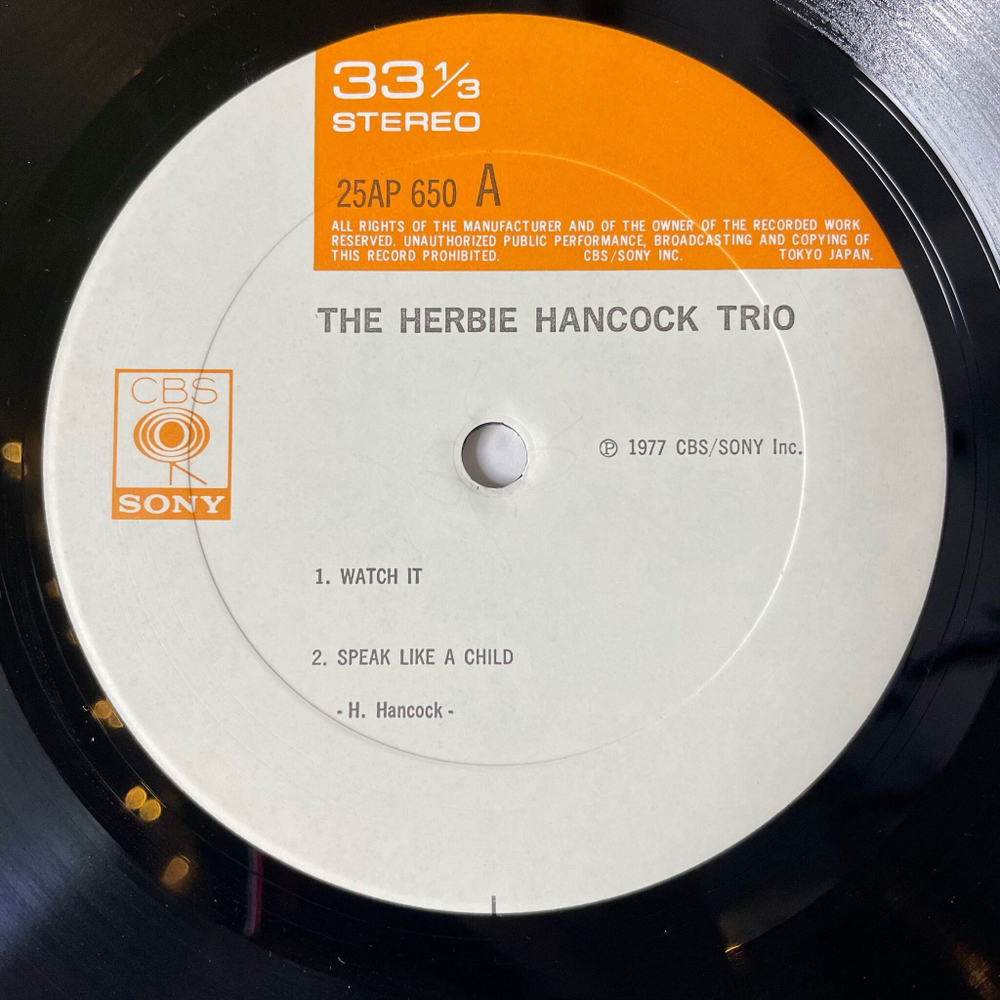 33 1/3
STEREO
25AP 650 A
ALL RIGHTS OF THE MANUFACTURER AND OF THE OWNER OF THE RECORDED WORK
RESERVED. UNAUTHORIZED PUBLIC PERFORMANCE, BROADCASTING AND COPYING OF
THIS RECORD PROHIBITED. CBS/SONY INC. TOKYO JAPAN.
THE HERBIE HANCOCK TRIO
CBS
SONY
℗ 1977 CBS/SONY Inc.
1. WATCH IT
2. SPEAK LIKE A CHILD
- H. Hancock -